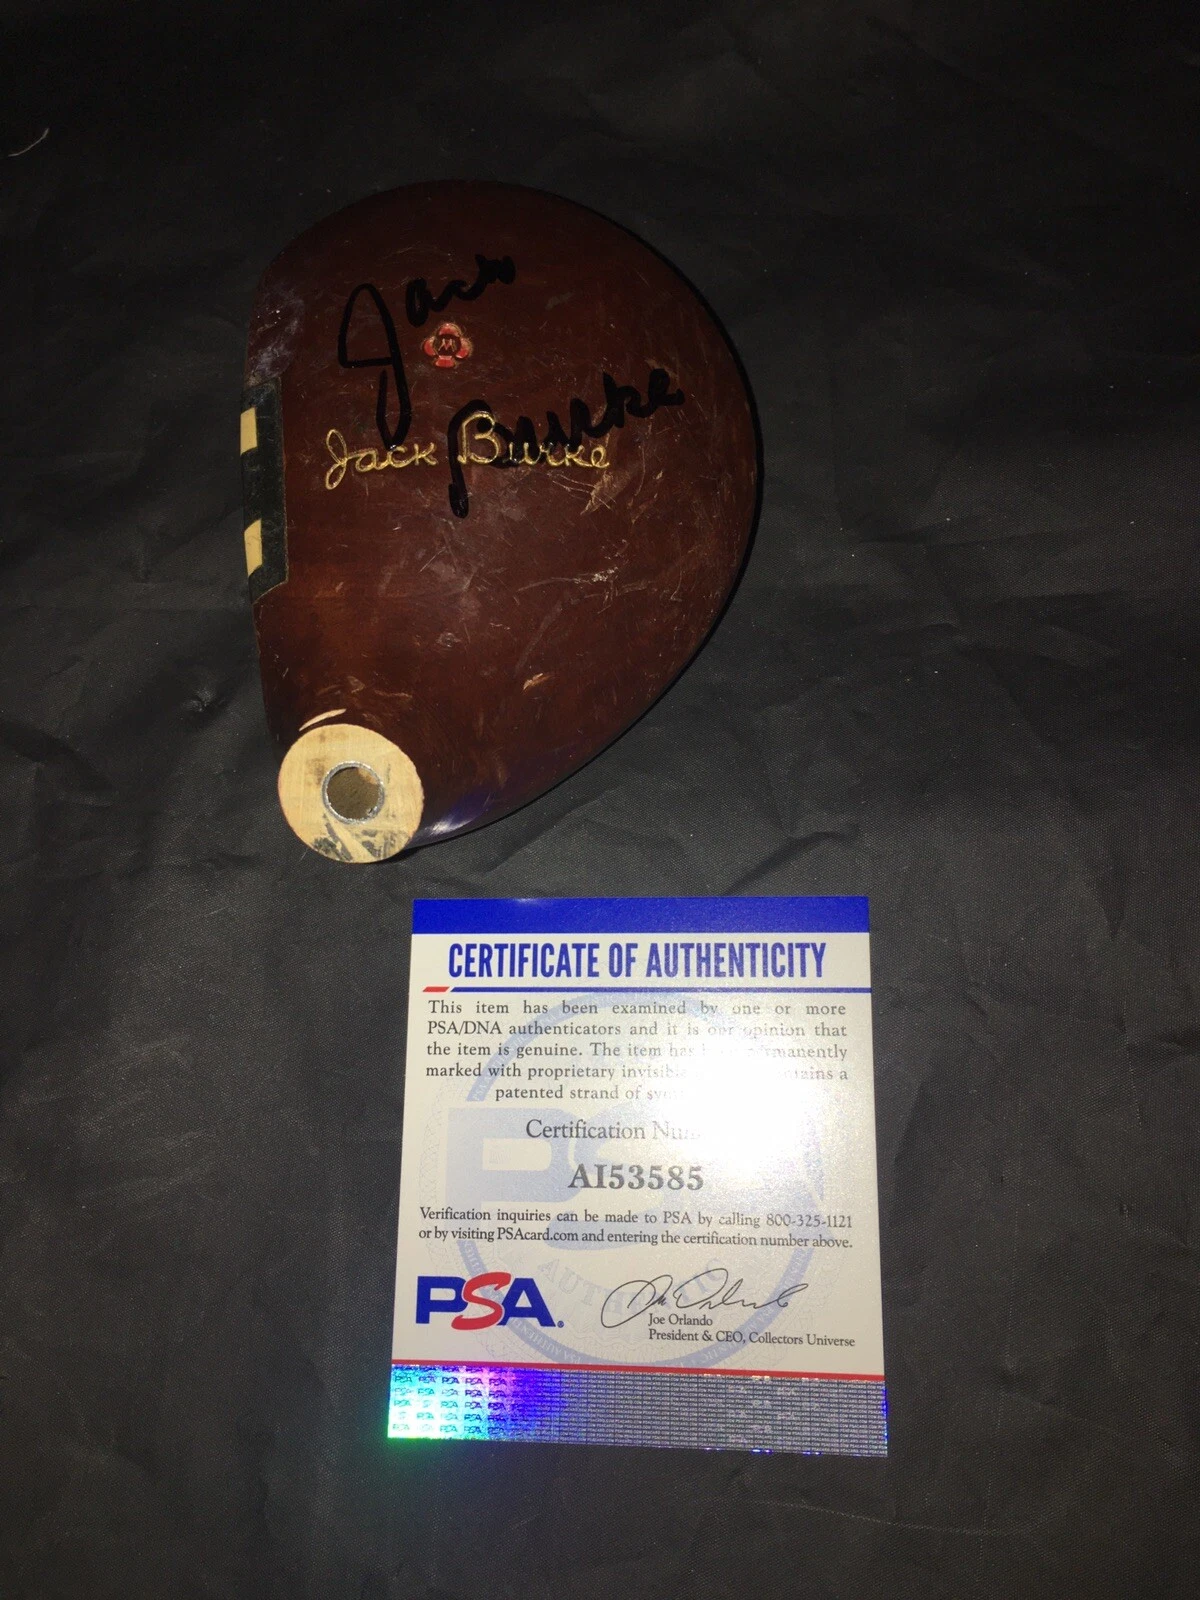 Jack
M
Burke
Jack Burke
CERTIFICATE OF AUTHENTICITY
This item has been examined by one or more
PSA/DNA authenticators and it is our opinion that
the item is genuine. The item has permanently
marked with proprietary a
patented strand of
Certification
AI53585
Verification inquiries can be made to PSA by calling 800-325-1121
or by visiting PSAcard.com and entering the certification number above.
PSA
Joe Orlando
President & CEO, Collectors Universe